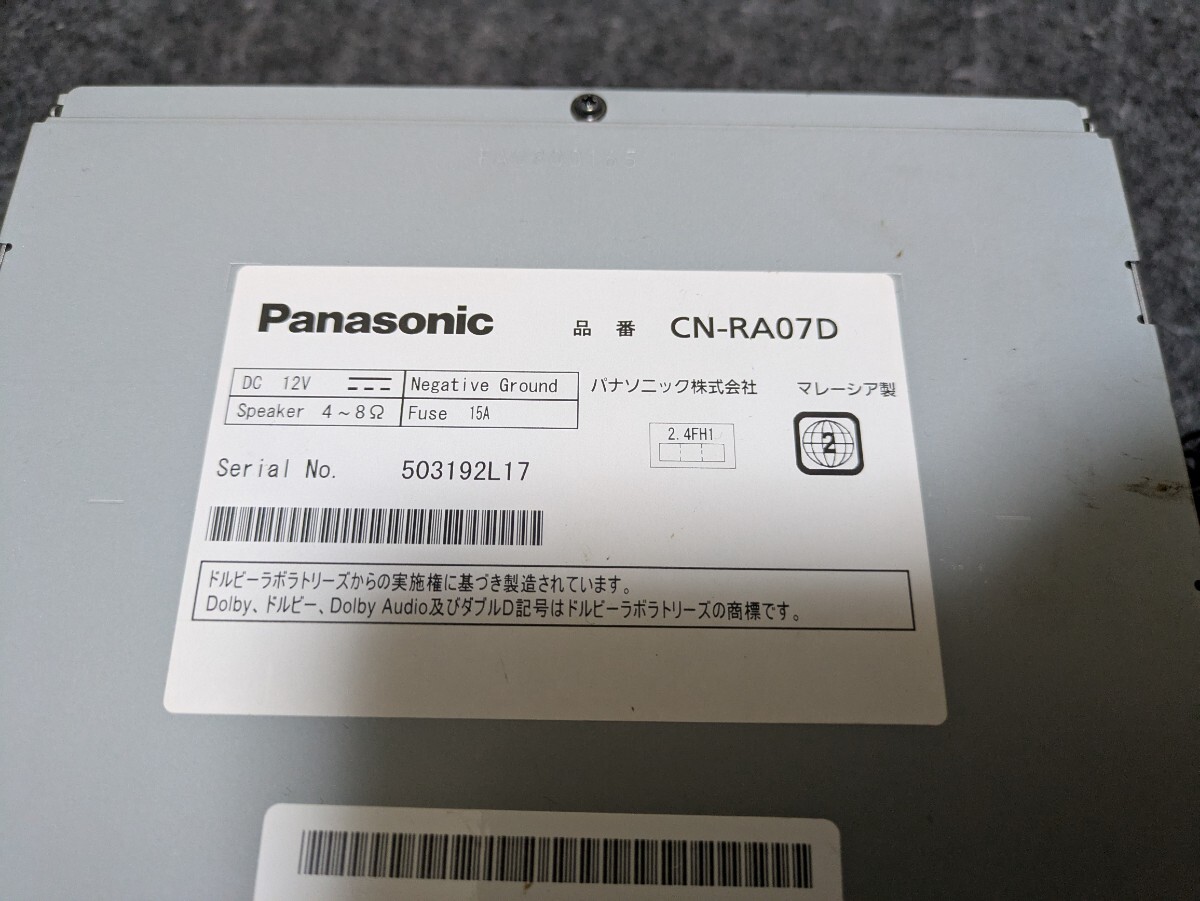 Panasonic 品番 CN-RA07D
DC 12V Negative Ground パナソニック株式会社 マレーシア製
Speaker 4～8Ω Fuse 15A
2.4FH1
2
Serial No. 503192L17
ドルビーラボラトリーズからの実施権に基づき製造されています。
Dolby、ドルビー、Dolby Audio及びダブルD記号はドルビーラボラトリーズの商標です。